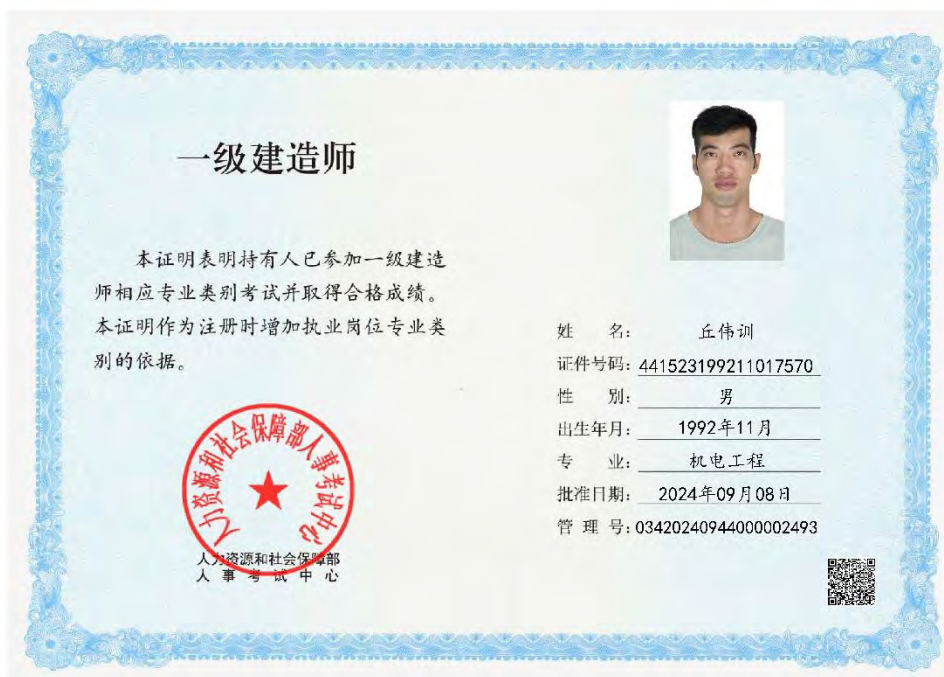 一级建造师
本证明表明持有人已参加一级建造
师相应专业类别考试并取得合格成绩。
本证明作为注册时增加执业岗位专业类
别的依据。
人力资源和社会保障部人事考试中心
人力资源和社会保障部
人事考试中心
姓 名: 丘伟训
证件号码: 441523199211017570
性 别: 男
出生年月: 1992年11月
专 业: 机电工程
批准日期: 2024年09月08日
管 理 号: 03420240944000002493